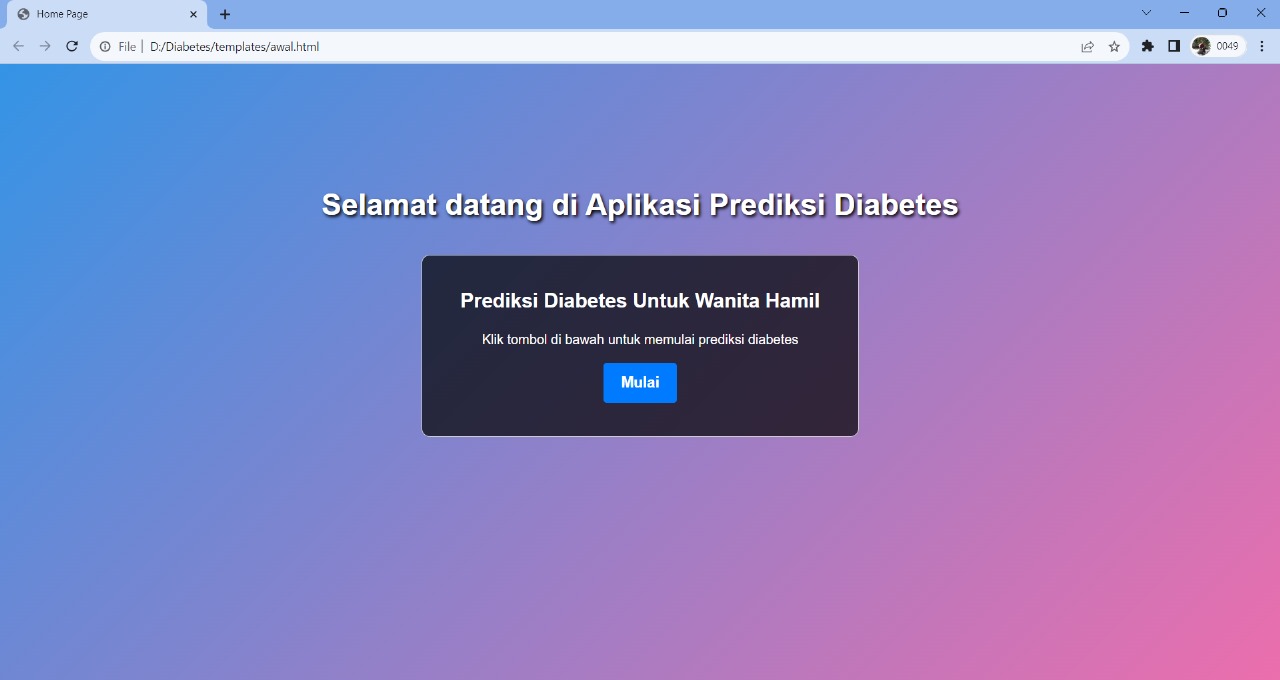 Home Page
File | D:/Diabetes/templates/awal.html
0049
Selamat datang di Aplikasi Prediksi Diabetes
Prediksi Diabetes Untuk Wanita Hamil
Klik tombol di bawah untuk memulai prediksi diabetes
Mulai